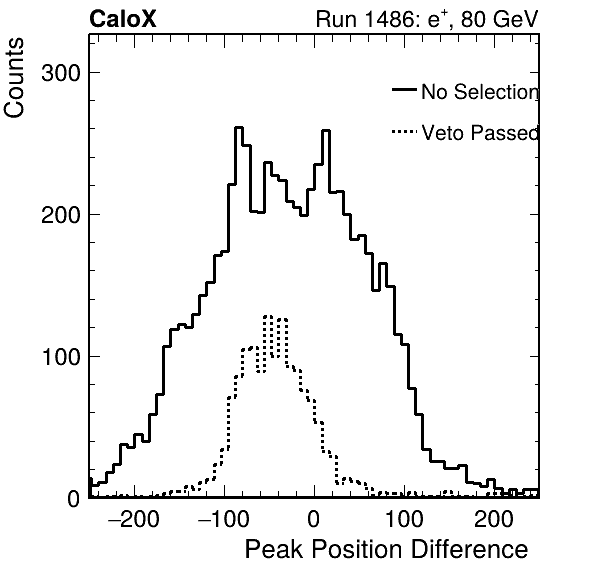 CaloX Run 1486: e⁺, 80 GeV
Counts
300
No Selection
Veto Passed
200
100
0
−200 −100 0 100 200
Peak Position Difference